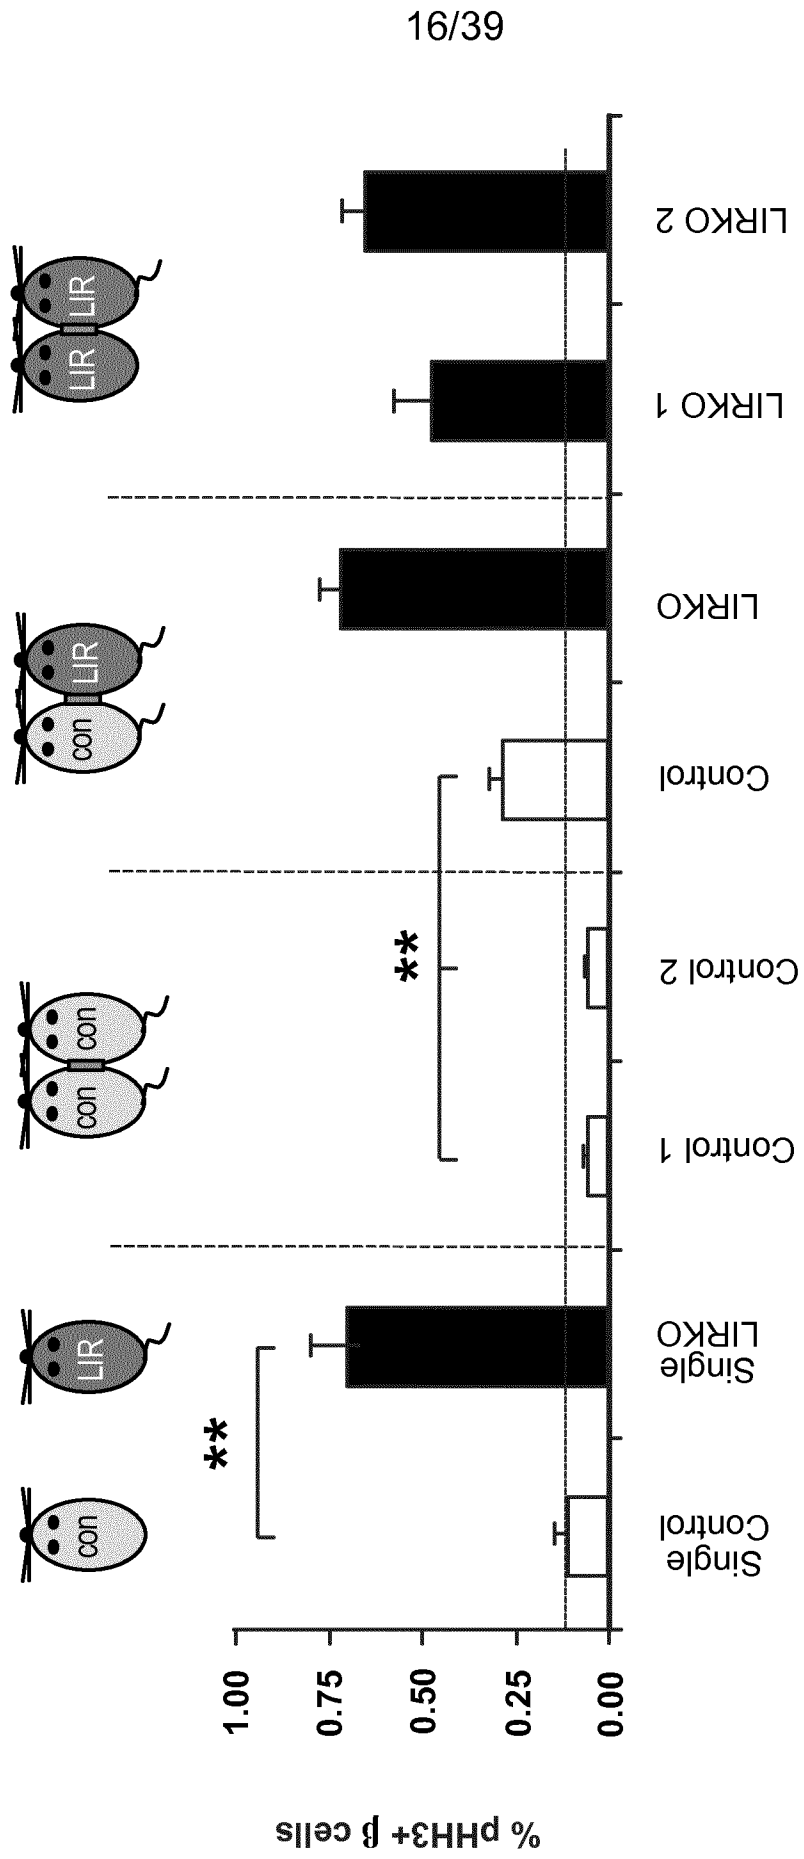 16/39
con
LIR
con
con
con
LIR
LIR
LIR
**
**
% pHH3+ β cells
1.00
0.75
0.50
0.25
0.00
Single
Control
Single
LIRKO
Control 1
Control 2
Control
LIRKO
LIRKO 1
LIRKO 2